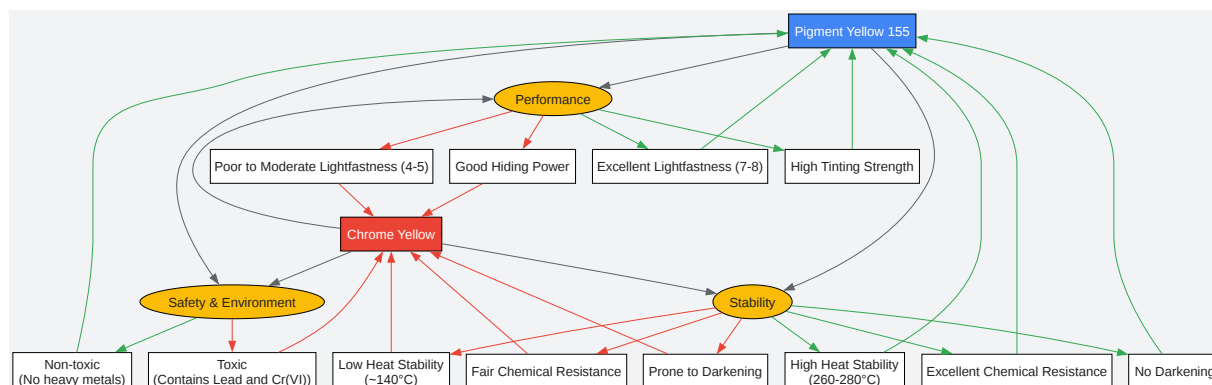 Pigment Yellow 155
Performance
Poor to Moderate Lightfastness (4-5)
Good Hiding Power
Excellent Lightfastness (7-8)
High Tinting Strength
Chrome Yellow
Safety & Environment
Stability
Non-toxic
(No heavy metals)
Toxic
(Contains Lead and Cr(VI))
Low Heat Stability
(~140°C)
Fair Chemical Resistance
Prone to Darkening
High Heat Stability
(260-280°C)
Excellent Chemical Resistance
No Darkening